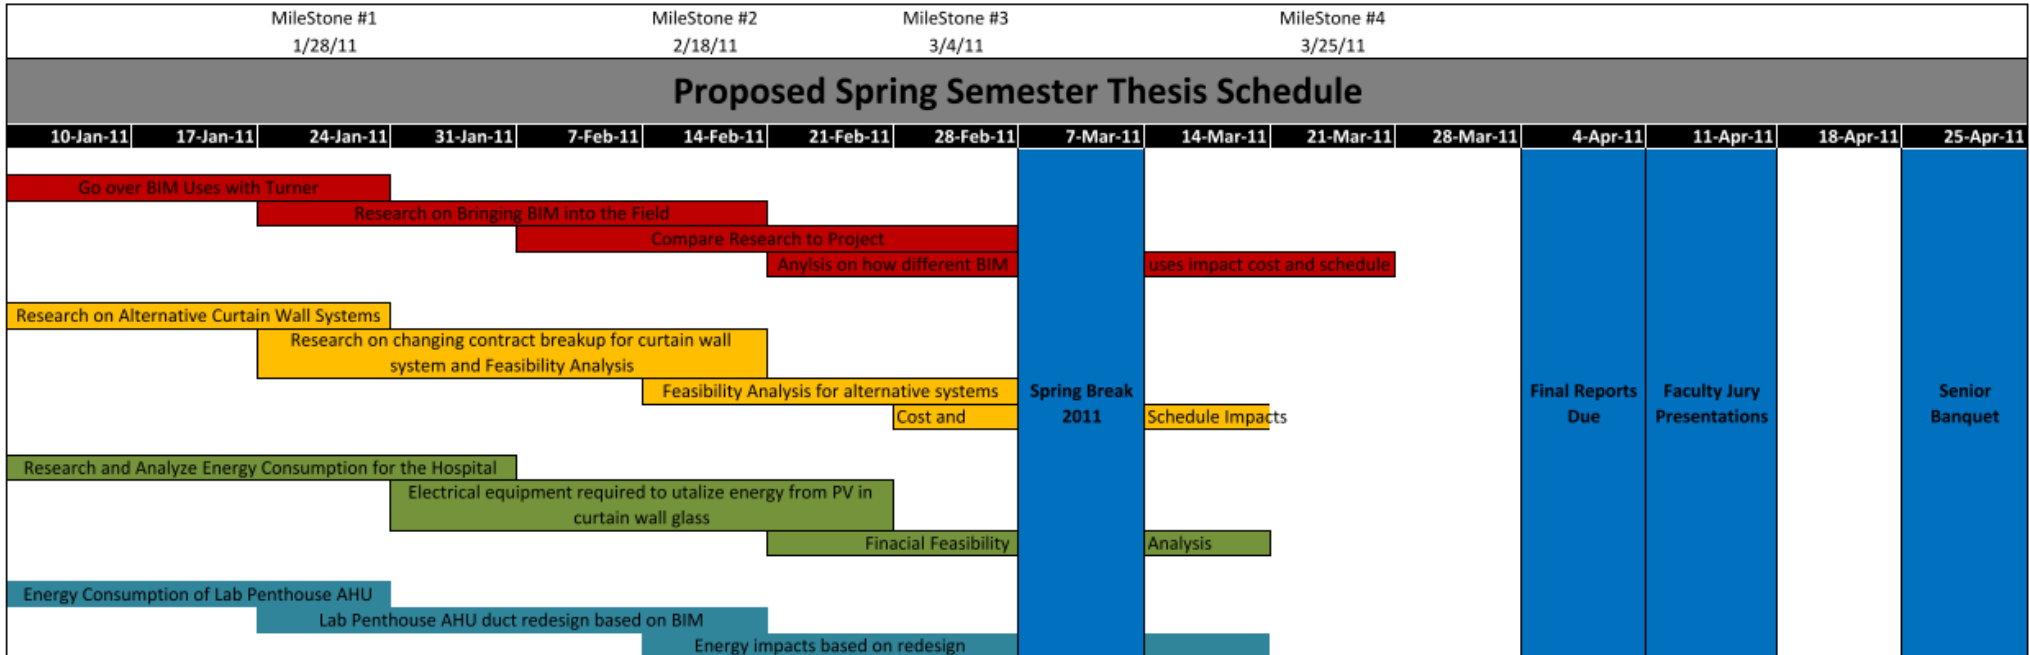 MileStone #1 MileStone #2 MileStone #3 MileStone #4
1/28/11 2/18/11 3/4/11 3/25/11
Proposed Spring Semester Thesis Schedule
10-Jan-11 17-Jan-11 24-Jan-11 31-Jan-11 7-Feb-11 14-Feb-11 21-Feb-11 28-Feb-11 7-Mar-11 14-Mar-11 21-Mar-11 28-Mar-11 4-Apr-11 11-Apr-11 18-Apr-11 25-Apr-11
Go over BIM Uses with Turner
Research on Bringing BIM into the Field
Compare Research to Project
Anylsis on how different BIM uses impact cost and schedule
Research on Alternative Curtain Wall Systems
Research on changing contract breakup for curtain wall
system and Feasibility Analysis
Feasibility Analysis for alternative systems Spring Break Final Reports Faculty Jury Senior
Cost and 2011 Schedule Impacts Due Presentations Banquet
Research and Analyze Energy Consumption for the Hospital
Electrical equipment required to utalize energy from PV in
curtain wall glass
Finacial Feasibility Analysis
Energy Consumption of Lab Penthouse AHU
Lab Penthouse AHU duct redesign based on BIM
Energy impacts based on redesign